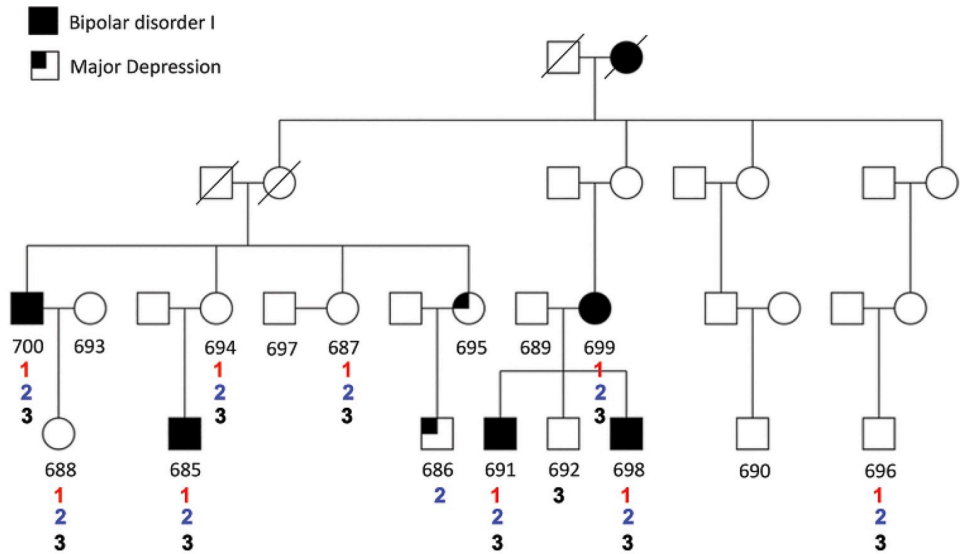 Bipolar disorder I
Major Depression
700 693 694 697 687 695 689 699
1 1 1 1
2 2 2 2
3 3 3 3
688 685 686 691 692 698 690 696
1 1 2 1 3 1 1
2 2 2 2 2
3 3 3 3 3